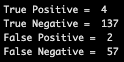 True Positive =  4
True Negative =  137
False Positive =  2
False Negative =  57